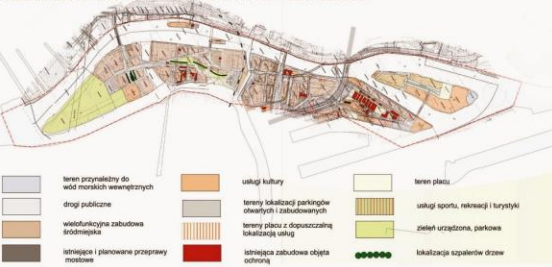 teren przynależny do
wód morskich wewnętrznych
drogi publiczne
wielofunkcyjna zabudowa
śródmiejska
istniejące i planowane przeprawy
mostowe
usługi kultury
tereny lokalizacji parkingów
otwartych i zabudowanych
tereny placu z dopuszczalną
lokalizacją usług
istniejąca zabudowa objęta
ochroną
teren placu
usługi sportu, rekreacji i turystyki
zieleń urządzona, parkowa
lokalizacja szpalerów drzew